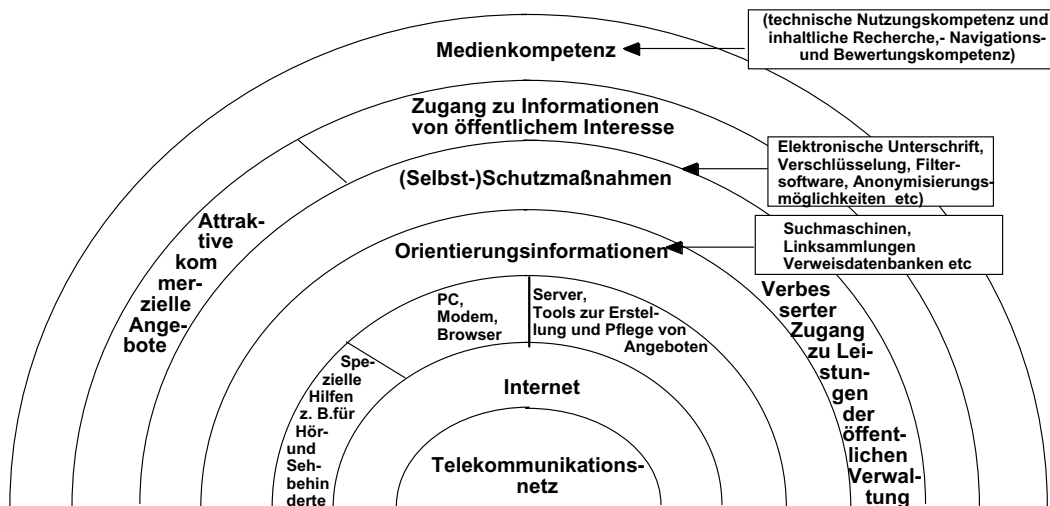 (technische Nutzungskompetenz und
inhaltliche Recherche,- Navigations-
und Bewertungskompetenz)
Medienkompetenz
Zugang zu Informationen
von öffentlichem Interesse
Elektronische Unterschrift,
Verschlüsselung, Filter-
software, Anonymisierungs-
möglichkeiten etc)
(Selbst-)Schutzmaßnahmen
Attrak-
tive
kom
mer-
zielle
Ange-
bote
Suchmaschinen,
Linksammlungen
Verweisdatenbanken etc
Orientierungsinformationen
Verbes
serter
Zugang
zu Lei-
stun-
gen
der
öffent-
lichen
Verwal-
tung
PC,
Modem,
Browser
Server,
Tools zur Erstel-
lung und Pflege von
Angeboten
Spe-
zielle
Hilfen
z. B.für
Hör-
und
Seh-
behin
derte
Internet
Telekommunikations-
netz